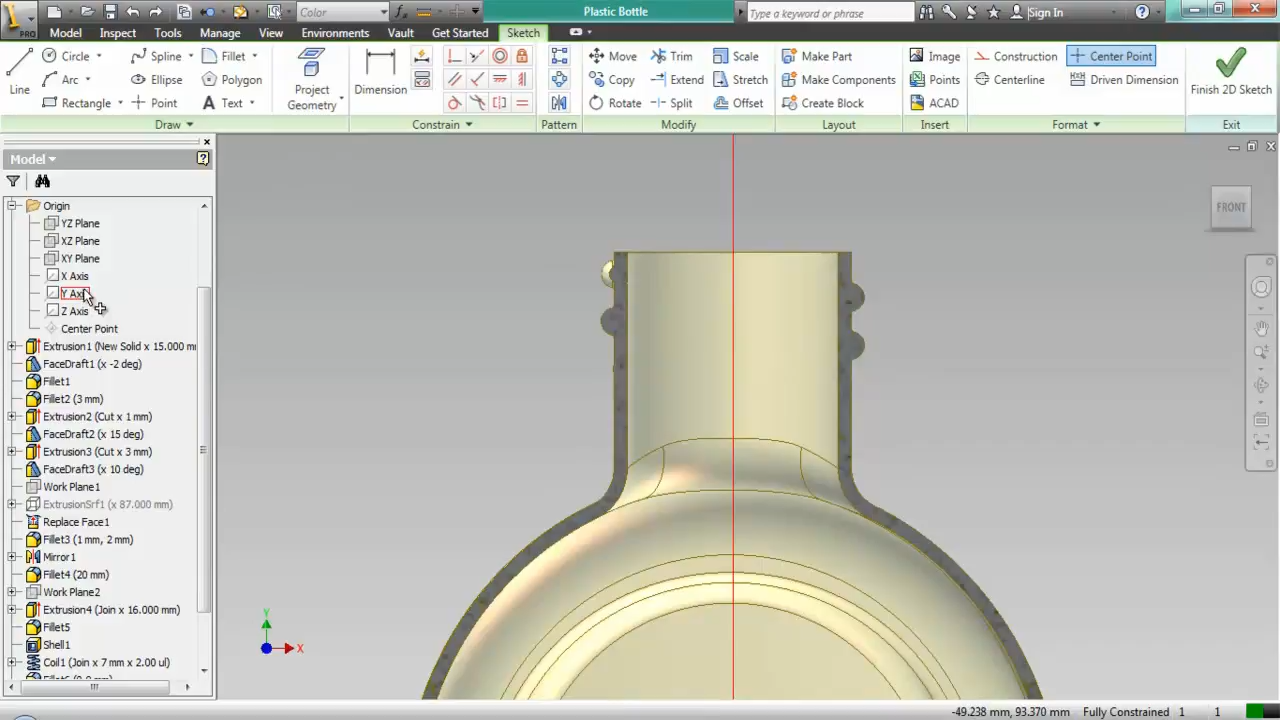 PRO
Color
Plastic Bottle
Type a keyword or phrase
Sign In
Model Inspect Tools Manage View Environments Vault Get Started Sketch
Line
Circle
Arc
Rectangle
Spline
Ellipse
Point
Fillet
Polygon
Text
Project
Geometry
Dimension
Move
Copy
Rotate
Trim
Extend
Split
Scale
Stretch
Offset
Make Part
Make Components
Create Block
Image
Points
ACAD
Construction
Centerline
Center Point
Driven Dimension
Finish 2D Sketch
Draw Constrain Pattern Modify Layout Insert Format Exit
Model
Origin
YZ Plane
XZ Plane
XY Plane
X Axis
Y Axis
Z Axis
Center Point
Extrusion1 (New Solid x 15.000 m
FaceDraft1 (x -2 deg)
Fillet1
Fillet2 (3 mm)
Extrusion2 (Cut x 1 mm)
FaceDraft2 (x 15 deg)
Extrusion3 (Cut x 3 mm)
FaceDraft3 (x 10 deg)
Work Plane1
ExtrusionSrf1 (x 87.000 mm)
Replace Face1
Fillet3 (1 mm, 2 mm)
Mirror1
Fillet4 (20 mm)
Work Plane2
Extrusion4 (Join x 16.000 mm)
Fillet5
Shell1
Coil1 (Join x 7 mm x 2.00 ul)
FRONT
Y
X
-49.238 mm, 93.370 mm Fully Constrained 1 1